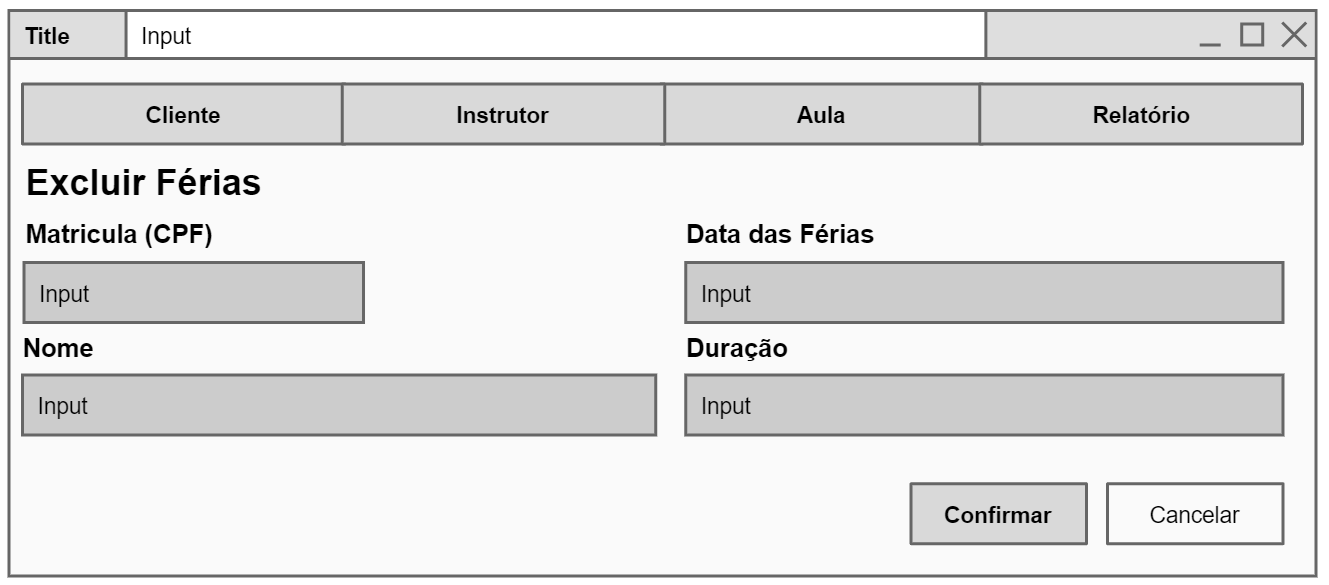 Title Input
Cliente Instrutor Aula Relatório
Excluir Férias
Matricula (CPF) Data das Férias
Input Input
Nome Duração
Input Input
Confirmar Cancelar